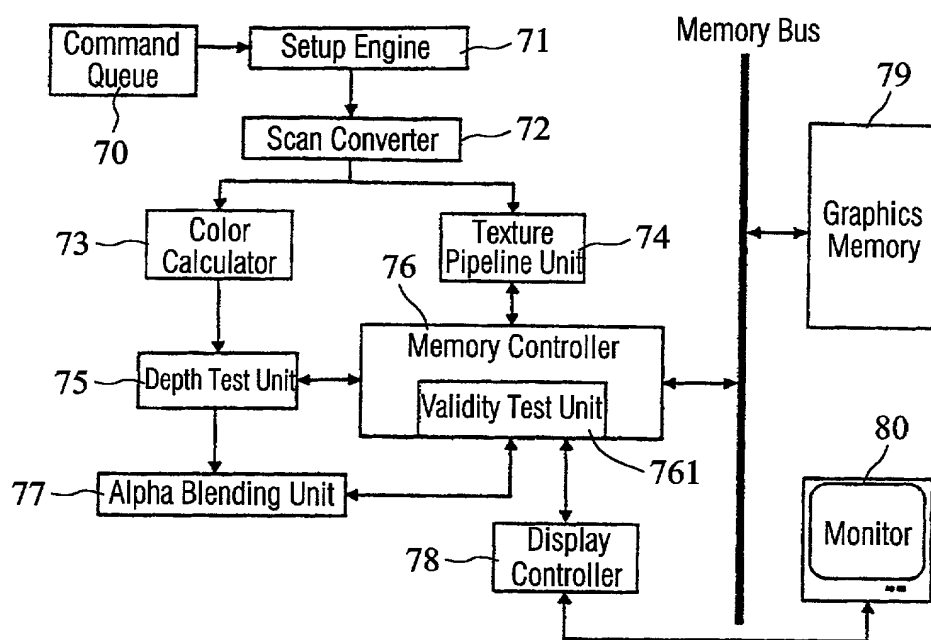 Command
Queue
70
Setup Engine
71
Memory Bus
Scan Converter
72
79
Graphics
Memory
73
Color
Calculator
Texture
Pipeline Unit
74
76
Memory Controller
75
Depth Test Unit
Validity Test Unit
761
77
Alpha Blending Unit
80
Monitor
78
Display
Controller